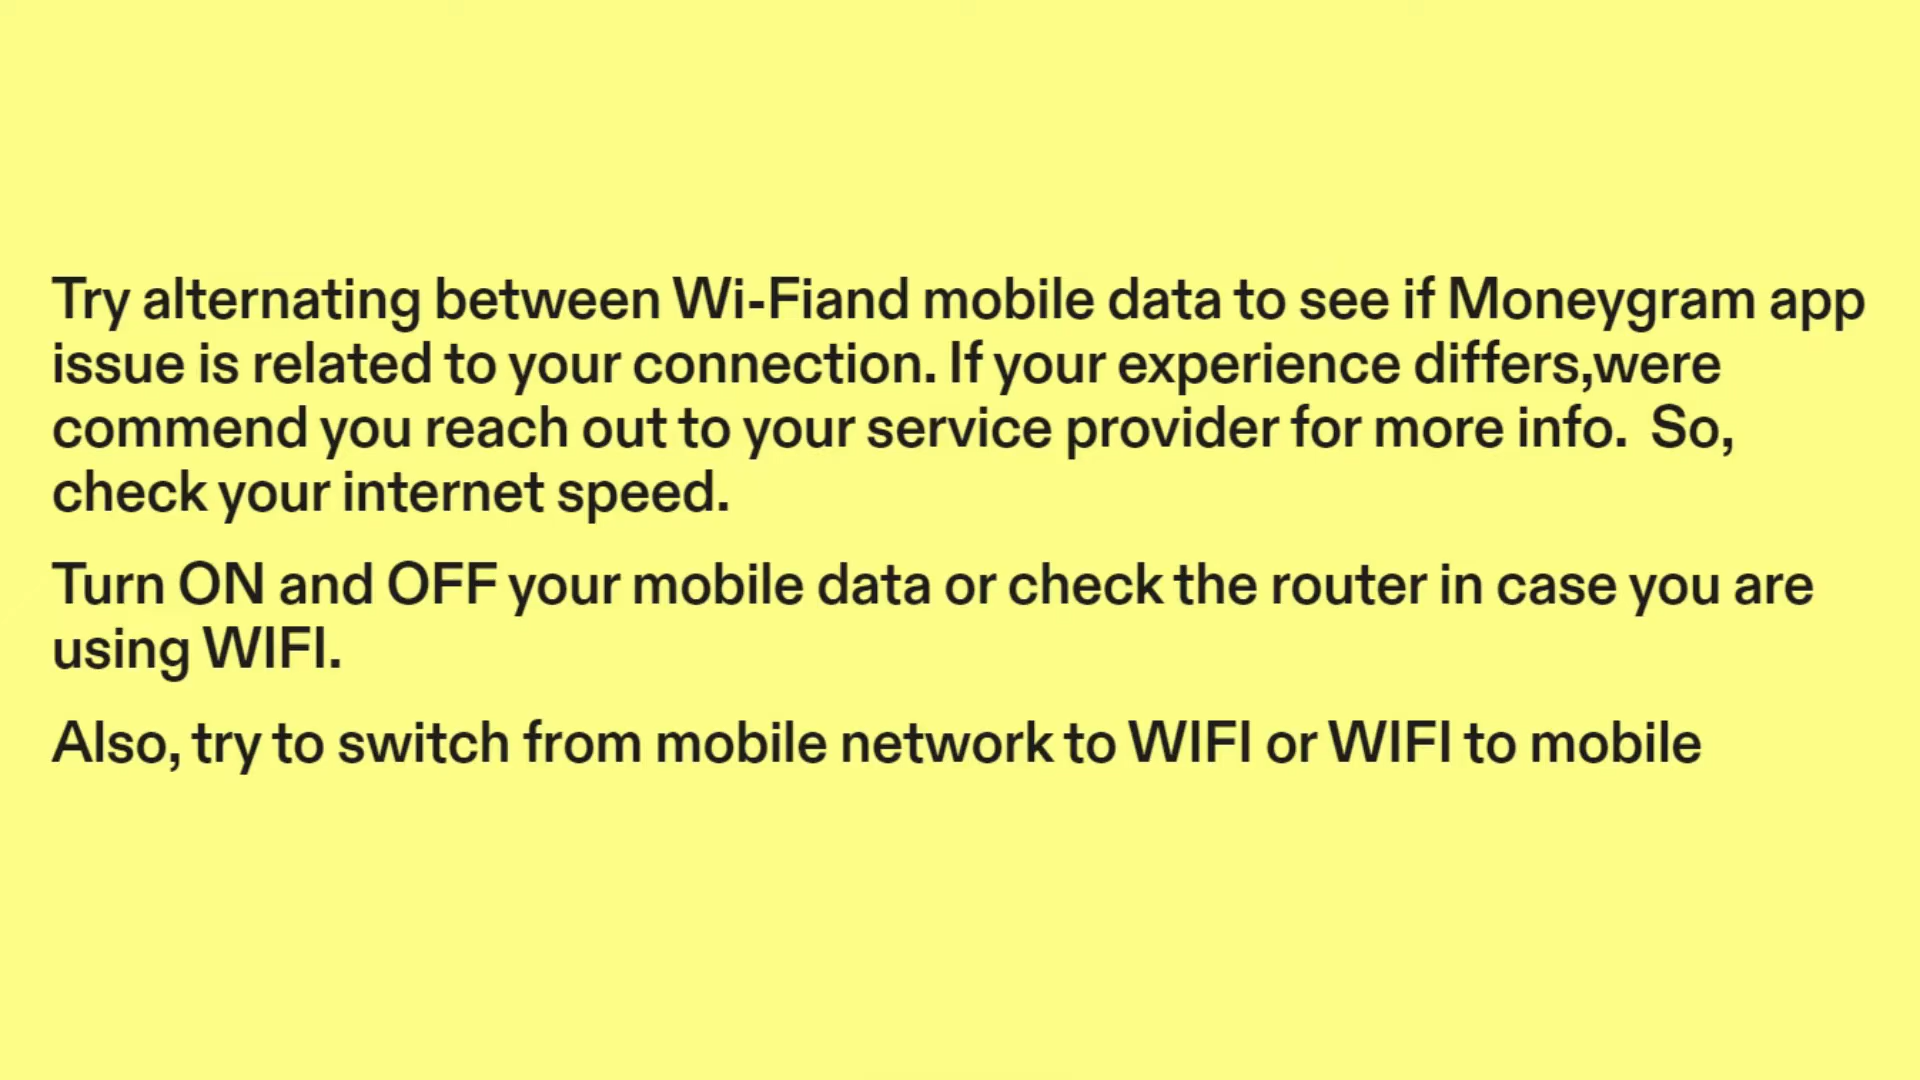 Try alternating between Wi-Fiand mobile data to see if Moneygram app
issue is related to your connection. If your experience differs,were
commend you reach out to your service provider for more info.  So,
check your internet speed.
Turn ON and OFF your mobile data or check the router in case you are
using WIFI.
Also, try to switch from mobile network to WIFI or WIFI to mobile